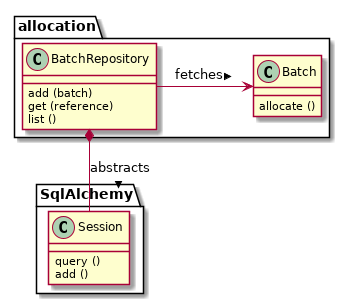 allocation
C BatchRepository
add (batch)
get (reference)
list ()
fetches
C Batch
allocate ()
abstracts
SqlAlchemy
C Session
query ()
add ()